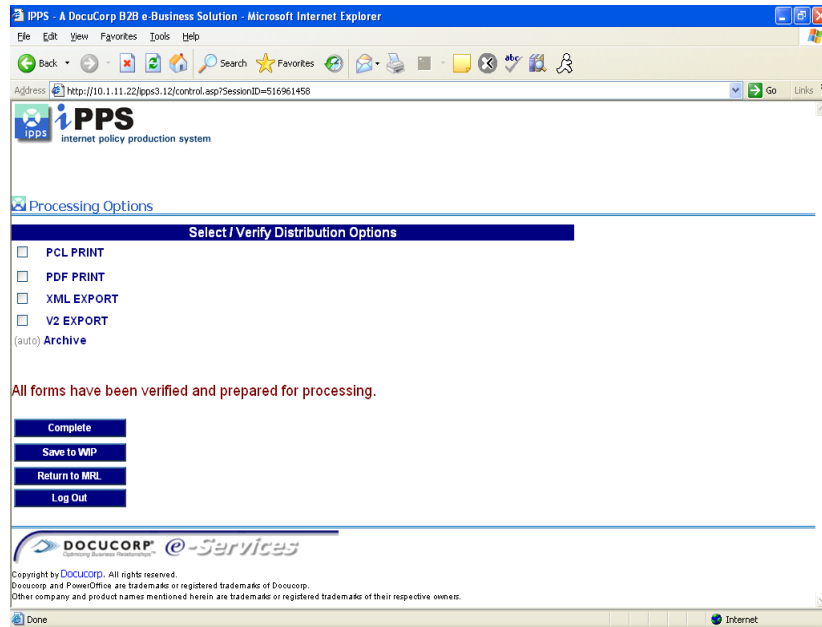 IPPS - A DocuCorp B2B e-Business Solution - Microsoft Internet Explorer
File Edit View Favorites Tools Help
Back Search Favorites
Address http://10.1.11.22/ipps3.12/control.asp?SessionID=516961458 Go Links
ipps iPPS
internet policy production system
Processing Options
Select / Verify Distribution Options
PCL PRINT
PDF PRINT
XML EXPORT
V2 EXPORT
(auto) Archive
All forms have been verified and prepared for processing.
Complete
Save to WIP
Return to MRL
Log Out
DOCUCORP e-Services
Optimizing Business Relationships
Copyright by Docucorp. All rights reserved.
Docucorp and PowerOffice are trademarks or registered trademarks of Docucorp.
Other company and product names mentioned herein are trademarks or registered trademarks of their respective owners.
Done Internet